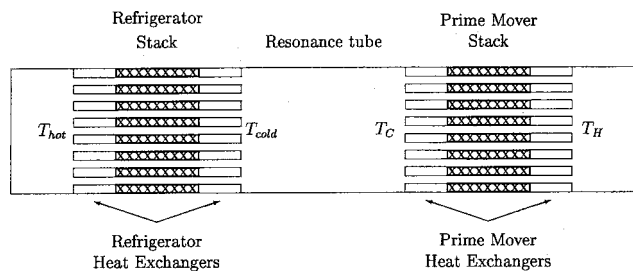 Refrigerator
Stack
Resonance tube
Prime Mover
Stack
T_hot
T_cold
T_C
T_H
Refrigerator
Heat Exchangers
Prime Mover
Heat Exchangers